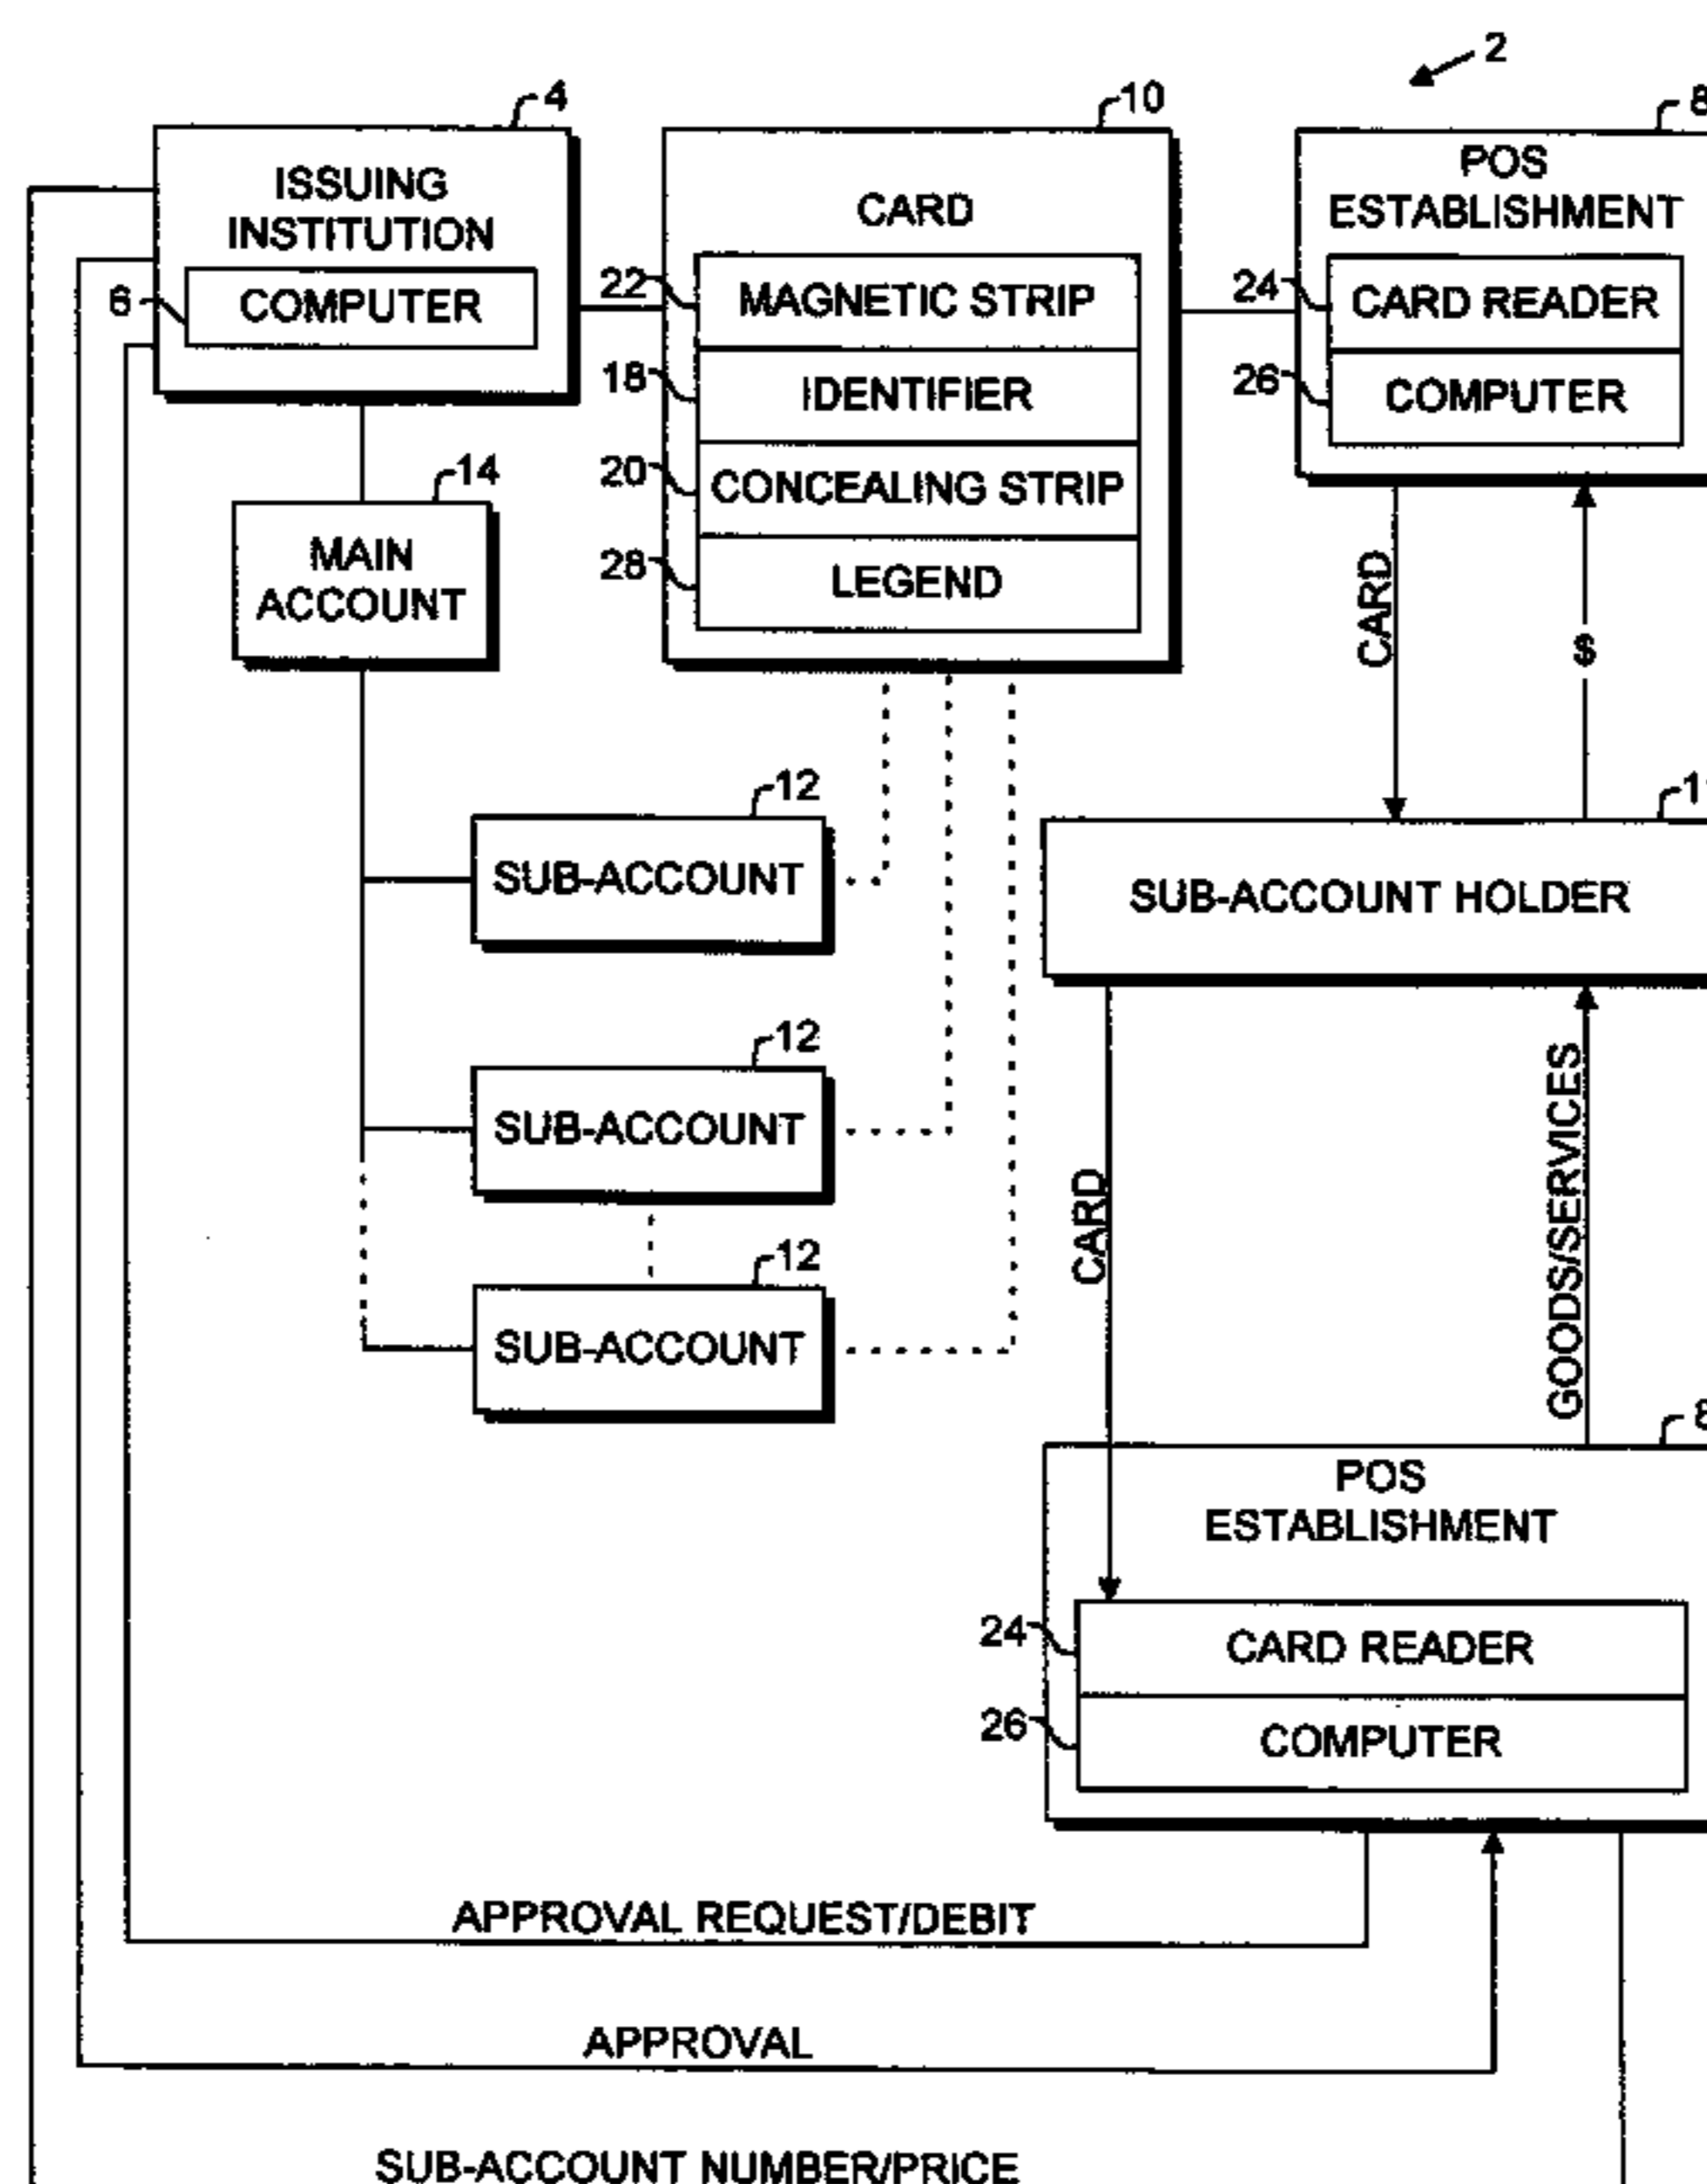 2
4
10
8
ISSUING
INSTITUTION
6
COMPUTER
CARD
22
MAGNETIC STRIP
18
IDENTIFIER
20
CONCEALING STRIP
28
LEGEND
POS
ESTABLISHMENT
24
CARD READER
26
COMPUTER
14
MAIN
ACCOUNT
CARD
$
12
SUB-ACCOUNT
SUB-ACCOUNT HOLDER
12
SUB-ACCOUNT
12
SUB-ACCOUNT
CARD
GOODS/SERVICES
8
POS
ESTABLISHMENT
24
CARD READER
26
COMPUTER
APPROVAL REQUEST/DEBIT
APPROVAL
SUB-ACCOUNT NUMBER/PRICE